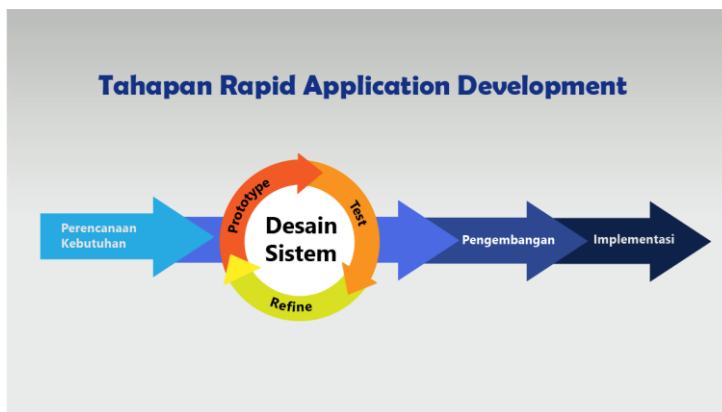 Tahapan Rapid Application Development
Perencanaan
Kebutuhan
Prototype
Test
Refine
Desain
Sistem
Pengembangan
Implementasi